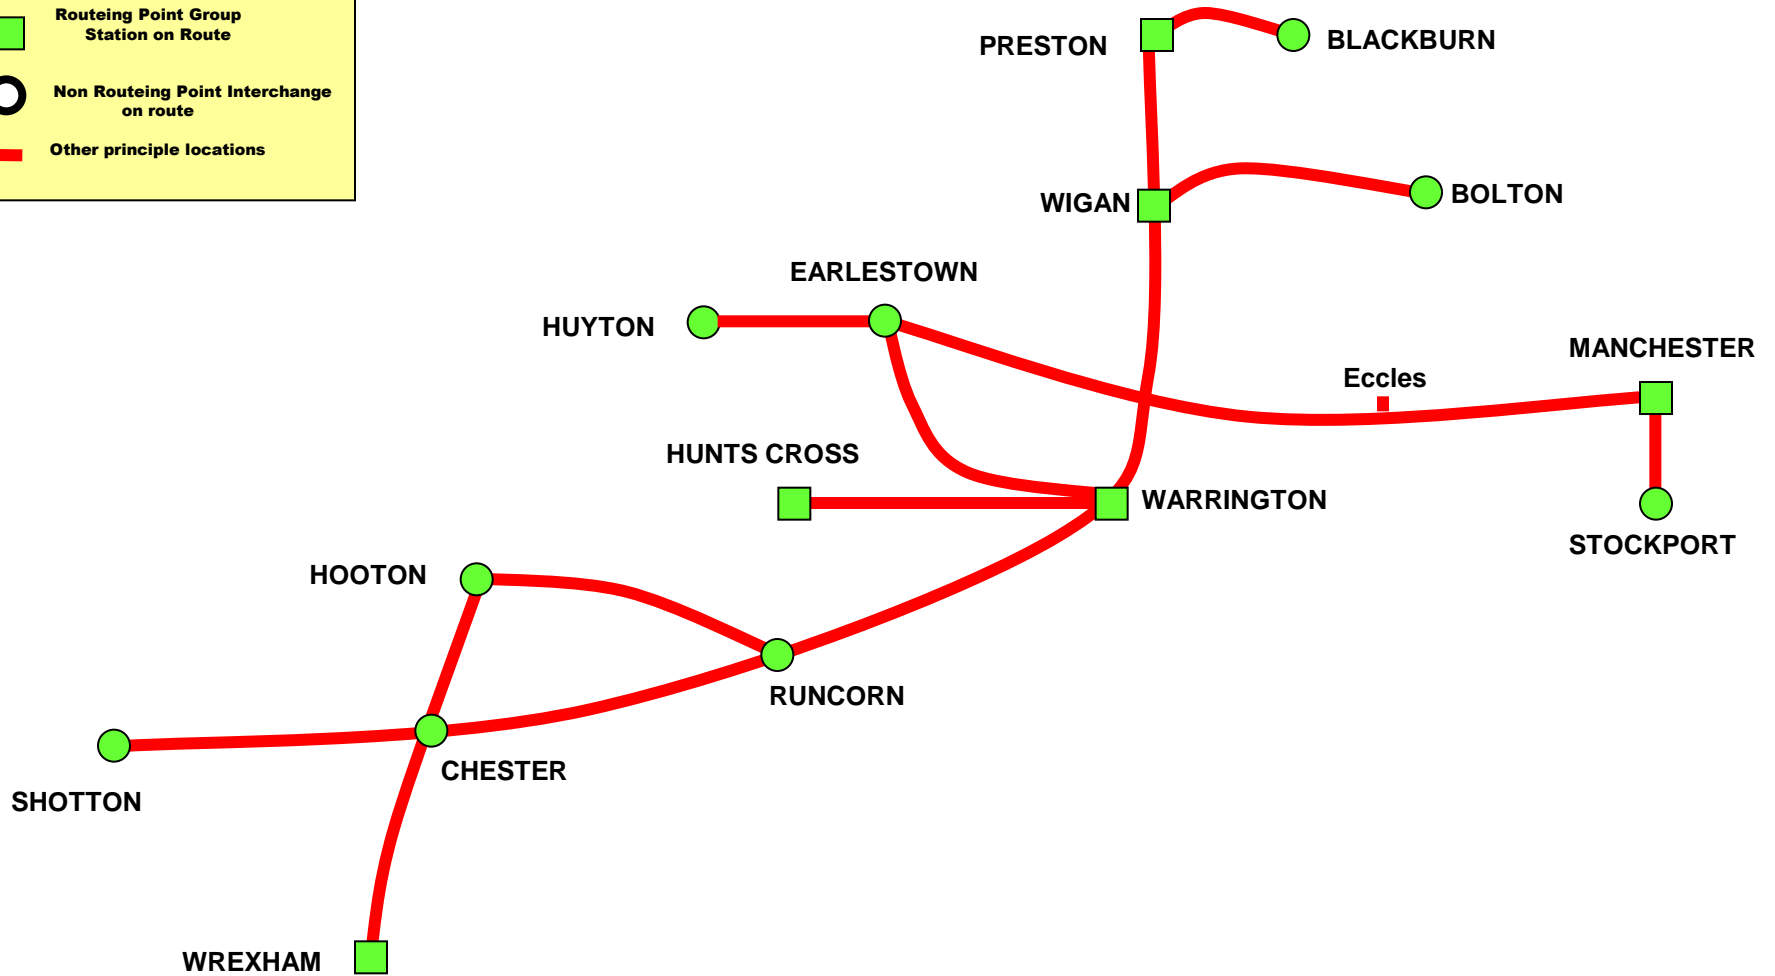 Routeing Point Group
Station on Route
Non Routeing Point Interchange
on route
Other principle locations
PRESTON
BLACKBURN
WIGAN
BOLTON
EARLESTOWN
HUYTON
MANCHESTER
Eccles
HUNTS CROSS
WARRINGTON
STOCKPORT
HOOTON
RUNCORN
CHESTER
SHOTTON
WREXHAM